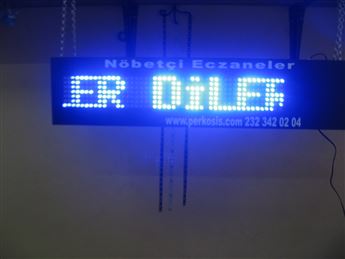 Nöbetçi Eczaneler
ER DİLEK
www.perkosis.com 232 342 02 04